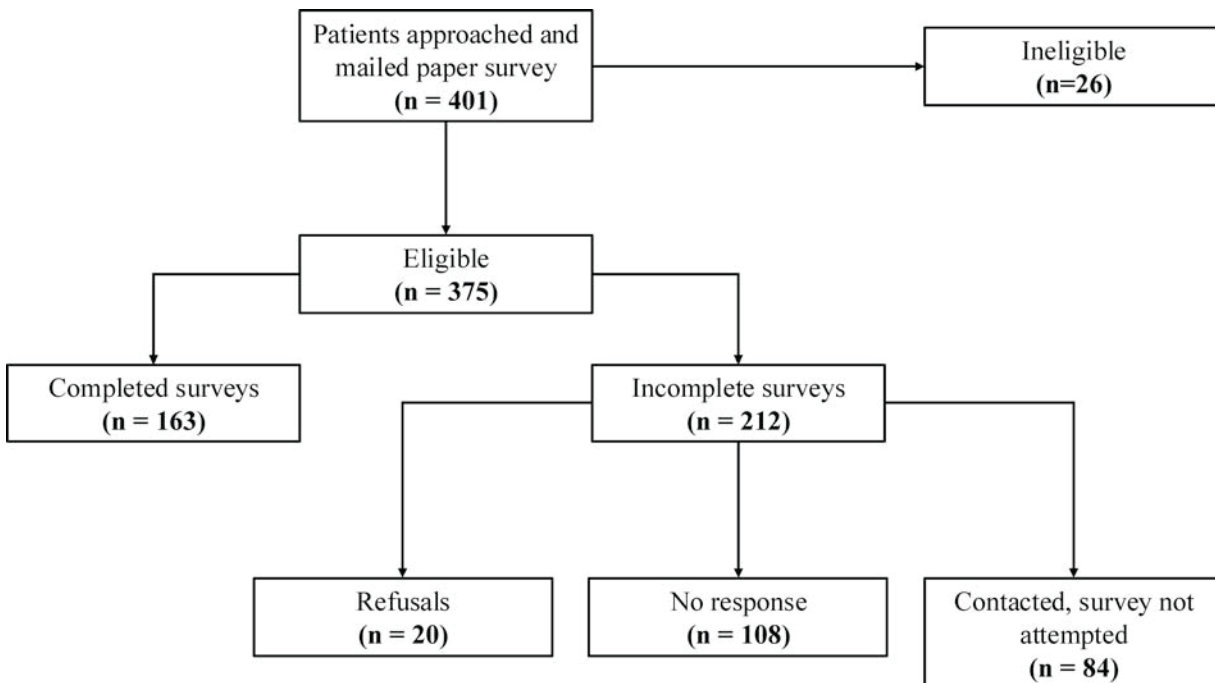 Patients approached and
mailed paper survey
(n = 401)
Ineligible
(n=26)
Eligible
(n = 375)
Completed surveys
(n = 163)
Incomplete surveys
(n = 212)
Refusals
(n = 20)
No response
(n = 108)
Contacted, survey not
attempted
(n = 84)